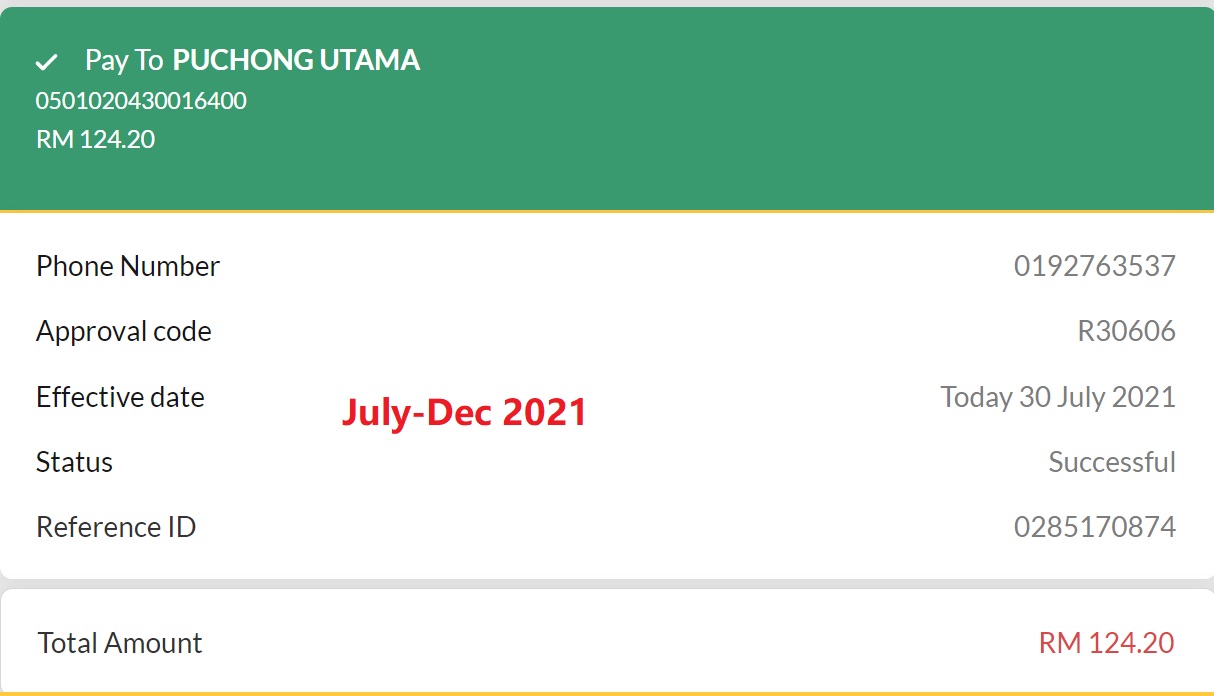 Pay To PUCHONG UTAMA
0501020430016400
RM 124.20
Phone Number 0192763537
Approval code R30606
Effective date Today 30 July 2021
July-Dec 2021
Status Successful
Reference ID 0285170874
Total Amount RM 124.20